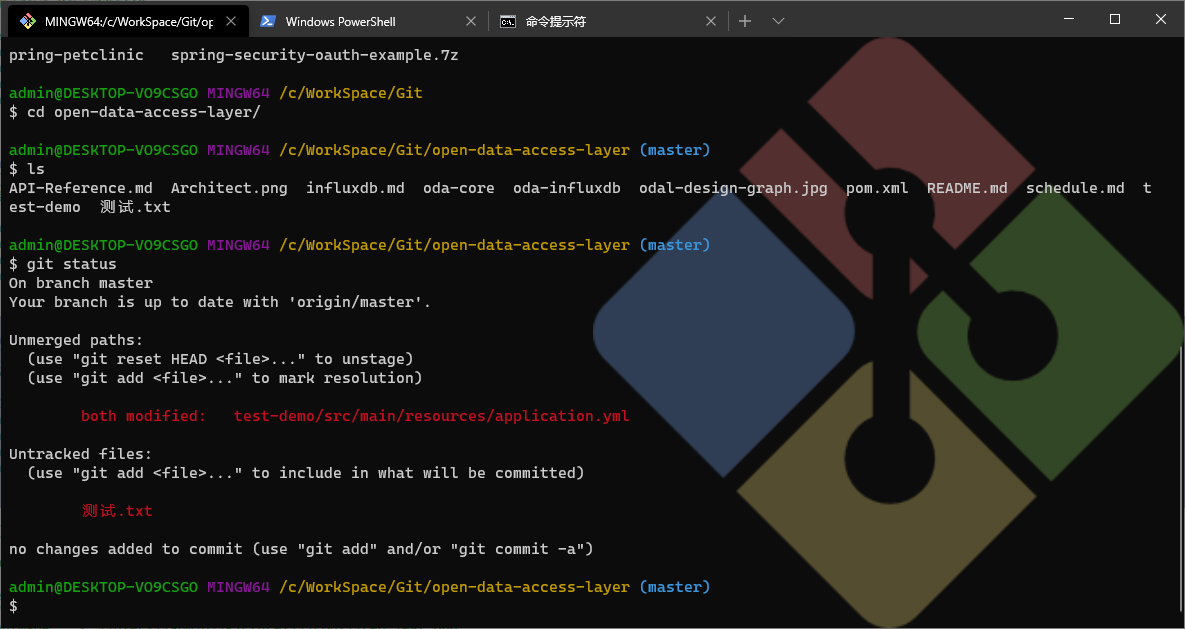 MINGW64:/c/WorkSpace/Git/op
Windows PowerShell
命令提示符
pring-petclinic   spring-security-oauth-example.7z
admin@DESKTOP-VO9CSGO MINGW64 /c/WorkSpace/Git
$ cd open-data-access-layer/
admin@DESKTOP-VO9CSGO MINGW64 /c/WorkSpace/Git/open-data-access-layer (master)
$ ls
API-Reference.md  Architect.png  influxdb.md  oda-core  oda-influxdb  odal-design-graph.jpg  pom.xml  README.md  schedule.md  t
est-demo  测试.txt
admin@DESKTOP-VO9CSGO MINGW64 /c/WorkSpace/Git/open-data-access-layer (master)
$ git status
On branch master
Your branch is up to date with 'origin/master'.
Unmerged paths:
  (use "git reset HEAD <file>..." to unstage)
  (use "git add <file>..." to mark resolution)
        both modified:   test-demo/src/main/resources/application.yml
Untracked files:
  (use "git add <file>..." to include in what will be committed)
        测试.txt
no changes added to commit (use "git add" and/or "git commit -a")
admin@DESKTOP-VO9CSGO MINGW64 /c/WorkSpace/Git/open-data-access-layer (master)
$